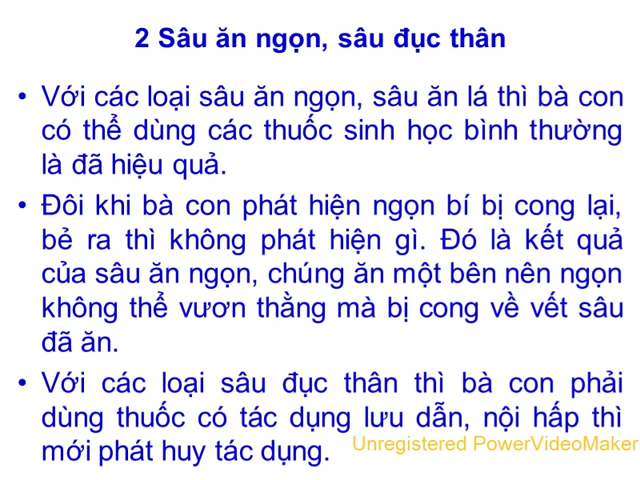 2 Sâu ăn ngọn, sâu đục thân
• Với các loại sâu ăn ngọn, sâu ăn lá thì bà con
có thể dùng các thuốc sinh học bình thường
là đã hiệu quả.
• Đôi khi bà con phát hiện ngọn bí bị cong lại,
bẻ ra thì không phát hiện gì. Đó là kết quả
của sâu ăn ngọn, chúng ăn một bên nên ngọn
không thể vươn thẳng mà bị cong về vết sâu
đã ăn.
• Với các loại sâu đục thân thì bà con phải
dùng thuốc có tác dụng lưu dẫn, nội hấp thì
mới phát huy tác dụng.
Unregistered PowerVideoMaker